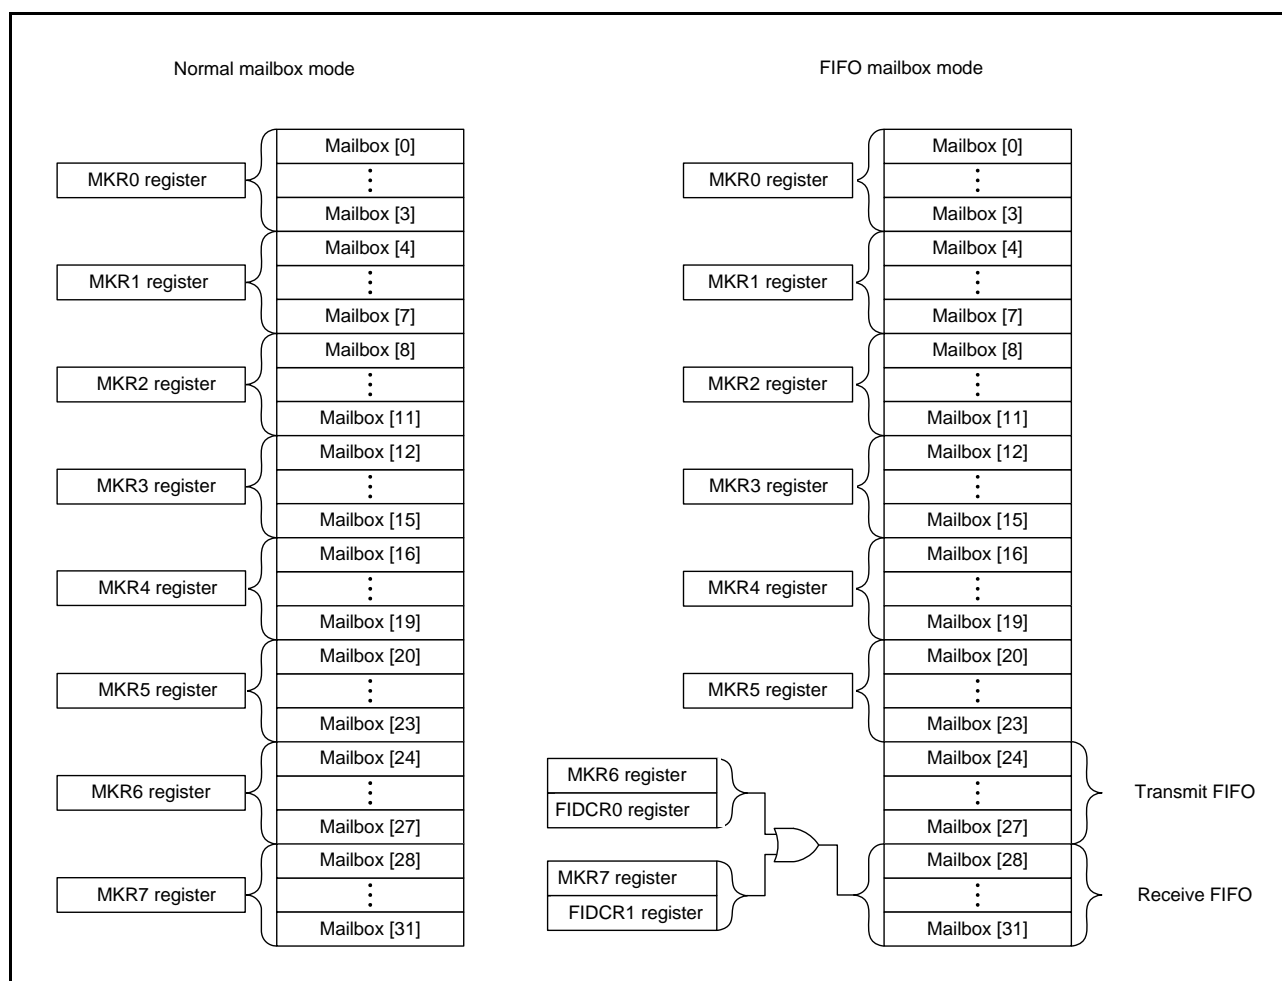 Normal mailbox mode
MKR0 register
Mailbox [0]
Mailbox [3]
MKR1 register
Mailbox [4]
Mailbox [7]
MKR2 register
Mailbox [8]
Mailbox [11]
MKR3 register
Mailbox [12]
Mailbox [15]
MKR4 register
Mailbox [16]
Mailbox [19]
MKR5 register
Mailbox [20]
Mailbox [23]
MKR6 register
Mailbox [24]
Mailbox [27]
MKR7 register
Mailbox [28]
Mailbox [31]
FIFO mailbox mode
MKR0 register
Mailbox [0]
Mailbox [3]
MKR1 register
Mailbox [4]
Mailbox [7]
MKR2 register
Mailbox [8]
Mailbox [11]
MKR3 register
Mailbox [12]
Mailbox [15]
MKR4 register
Mailbox [16]
Mailbox [19]
MKR5 register
Mailbox [20]
Mailbox [23]
MKR6 register
FIDCR0 register
Mailbox [24]
Mailbox [27]
Transmit FIFO
MKR7 register
FIDCR1 register
Mailbox [28]
Mailbox [31]
Receive FIFO